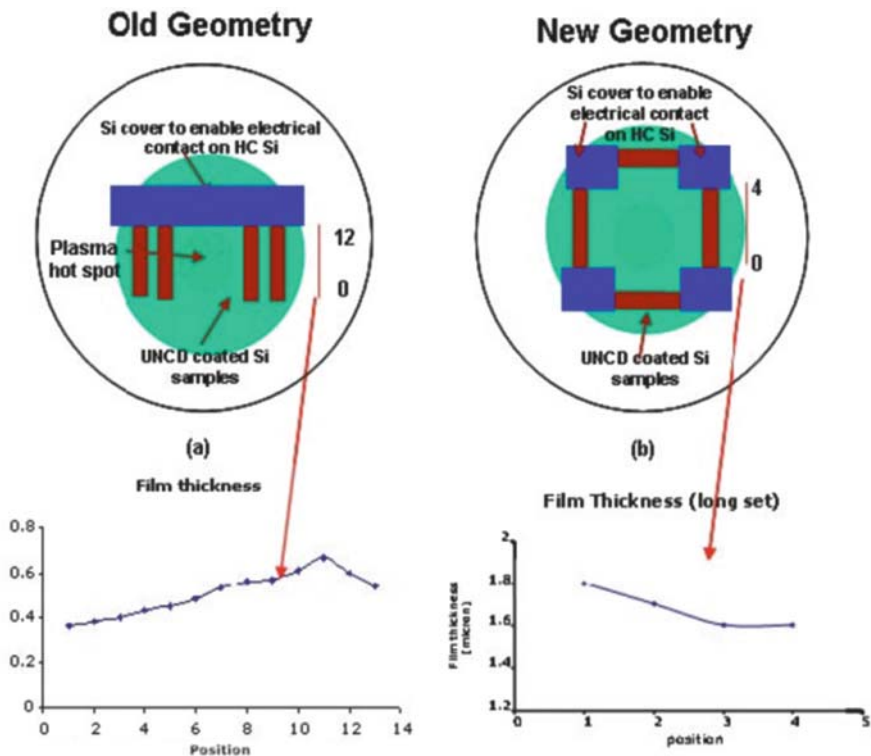 Old Geometry
Si cover to enable electrical
contact on HC Si
Plasma
hot spot
12
0
UNCD coated Si
samples
(a)
New Geometry
Si cover to enable
electrical contact
on HC Si
4
0
UNCD coated Si
samples
(b)
Film thickness
0.8
0.6
0.4
0.2
0
0 2 4 6 8 10 12 14
Position
Film Thickness (long set)
Film thickness
[micron]
2
1.8
1.6
1.4
1.2
0 1 2 3 4 5
position